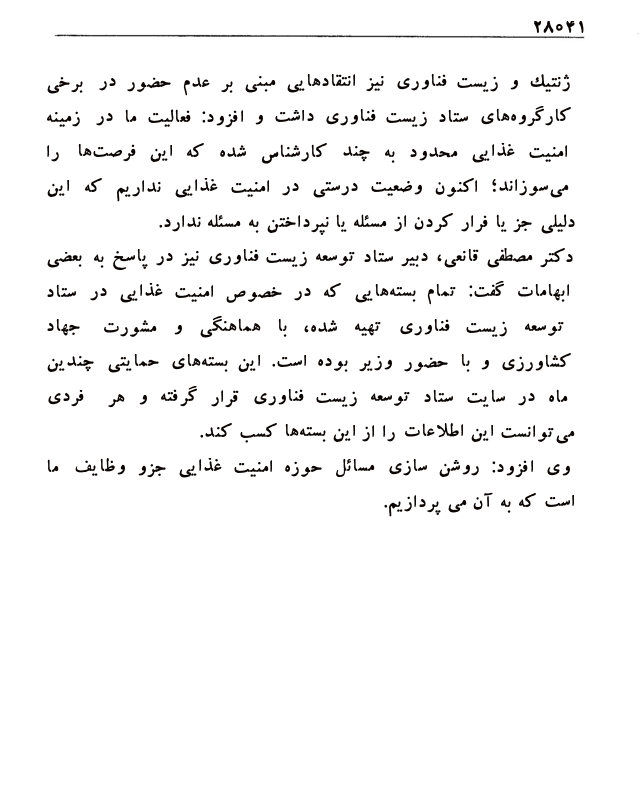 ۲۸۰۴۱
ژنتیك و زیست فناوری نیز انتقادهایی مبنی بر عدم حضور در برخی
کارگروه‌های ستاد زیست فناوری داشت و افزود: فعالیت ما در زمینه
امنیت غذایی محدود به چند کارشناس شده که این فرصت‌ها را
می‌سوزاند؛ اکنون وضعیت درستی در امنیت غذایی نداریم که این
دلیلی جز یا فرار کردن از مسئله یا نپرداختن به مسئله ندارد.
دکتر مصطفی قانعی، دبیر ستاد توسعه زیست فناوری نیز در پاسخ به بعضی
ابهامات گفت: تمام بسته‌هایی که در خصوص امنیت غذایی در ستاد
توسعه زیست فناوری تهیه شده، با هماهنگی و مشورت جهاد
کشاورزی و با حضور وزیر بوده است. این بسته‌های حمایتی چندین
ماه در سایت ستاد توسعه زیست فناوری قرار گرفته و هر فردی
می‌توانست این اطلاعات را از این بسته‌ها کسب کند.
وی افزود: روشن سازی مسائل حوزه امنیت غذایی جزو وظایف ما
است که به آن می پردازیم.